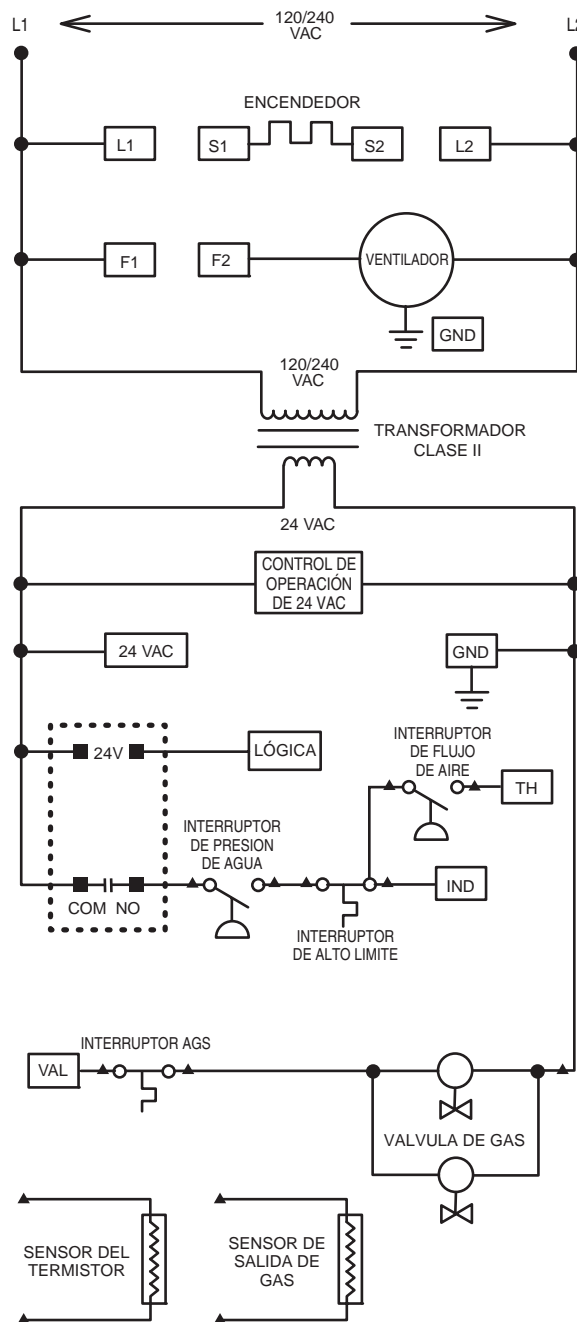 L1
120/240
VAC
L2
ENCENDEDOR
L1
S1
S2
L2
F1
F2
VENTILADOR
GND
120/240
VAC
TRANSFORMADOR
CLASE II
24 VAC
CONTROL DE
OPERACIÓN
DE 24 VAC
24 VAC
GND
24V
LÓGICA
INTERRUPTOR
DE FLUJO
DE AIRE
TH
INTERRUPTOR
DE PRESION
DE AGUA
COM NO
IND
INTERRUPTOR
DE ALTO LIMITE
INTERRUPTOR AGS
VAL
VALVULA DE GAS
SENSOR DEL
TERMISTOR
SENSOR DE
SALIDA DE
GAS